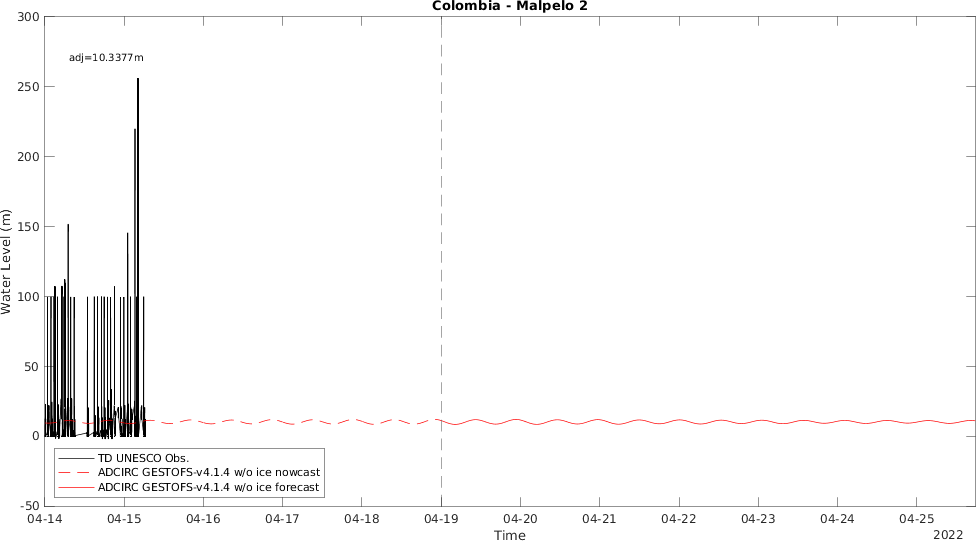 Colombia - Malpelo 2
300
250
200
150
100
50
0
-50
Water Level (m)
adj=10.3377m
TD UNESCO Obs.
ADCIRC GESTOFS-v4.1.4 w/o ice nowcast
ADCIRC GESTOFS-v4.1.4 w/o ice forecast
04-14 04-15 04-16 04-17 04-18 04-19 04-20 04-21 04-22 04-23 04-24 04-25
Time
2022